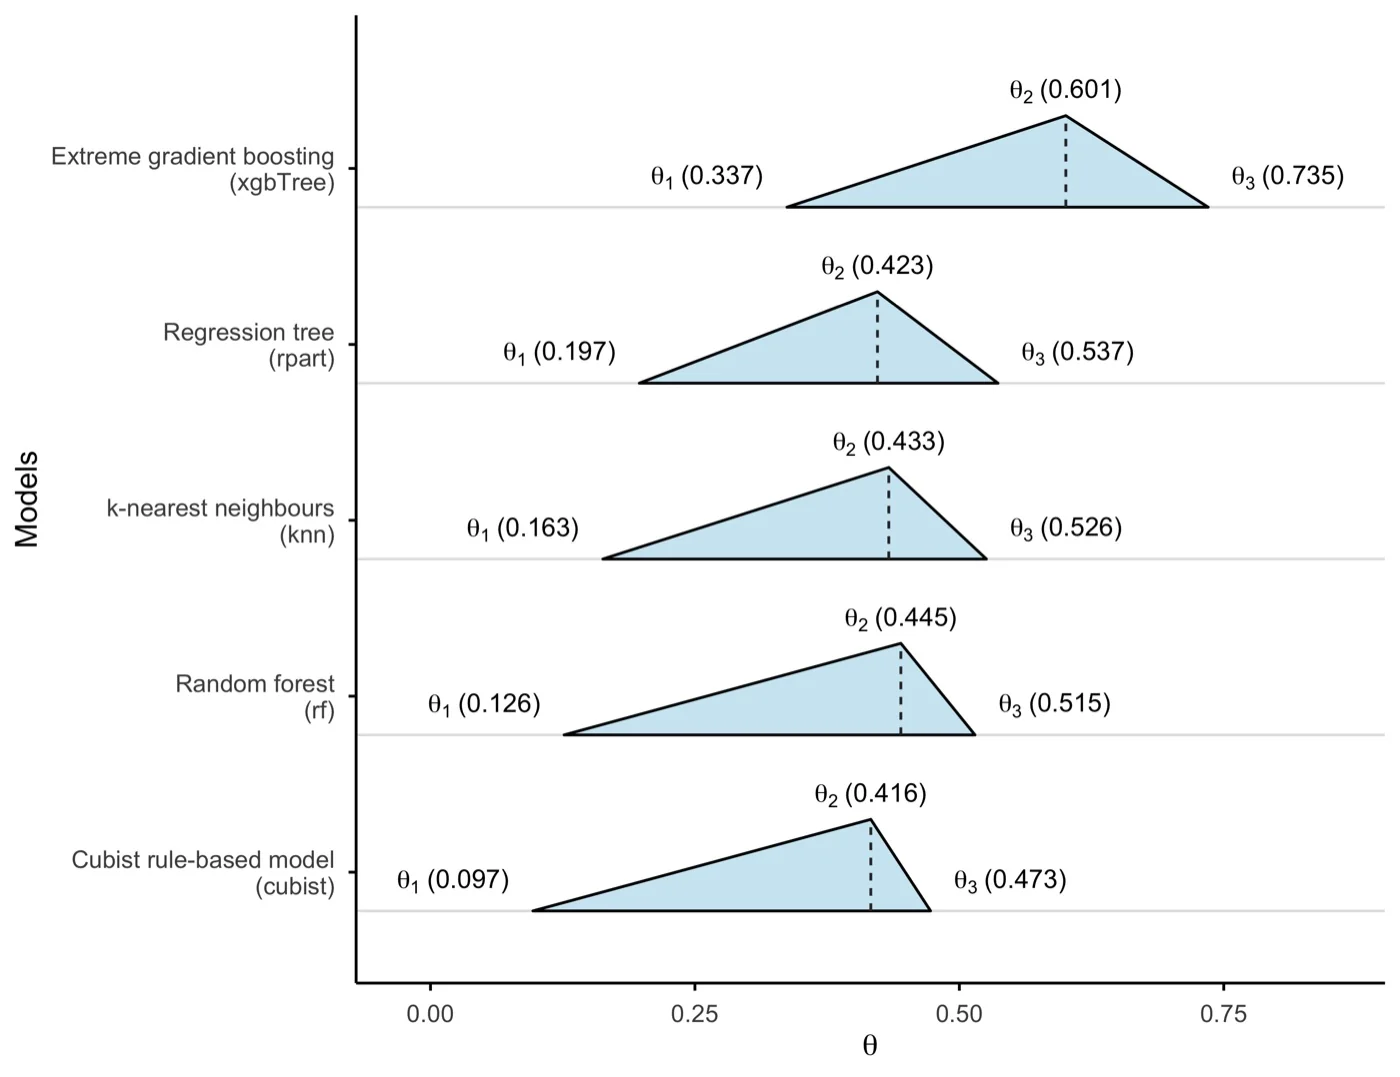 θ2 (0.601)
Extreme gradient boosting
(xgbTree)
θ1 (0.337)
θ3 (0.735)
θ2 (0.423)
Regression tree
(rpart)
θ1 (0.197)
θ3 (0.537)
θ2 (0.433)
Models
k-nearest neighbours
(knn)
θ1 (0.163)
θ3 (0.526)
θ2 (0.445)
Random forest
(rf)
θ1 (0.126)
θ3 (0.515)
θ2 (0.416)
Cubist rule-based model
(cubist)
θ1 (0.097)
θ3 (0.473)
0.00 0.25 0.50 0.75
θ